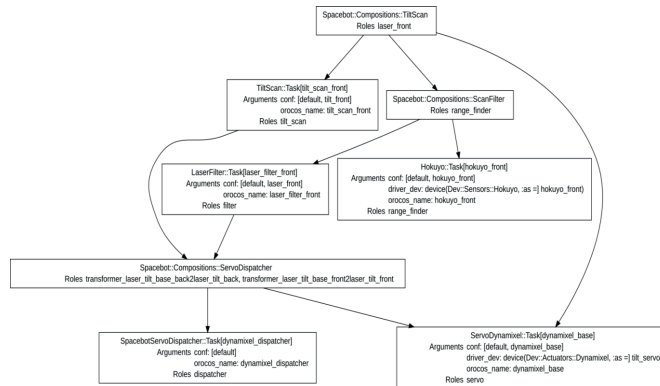 Spacebot::Compositions::TiltScan
Roles laser_front
TiltScan::Task[tilt_scan_front]
Arguments conf: [default, tilt_front]
orocos_name: tilt_scan_front
Roles tilt_scan
Spacebot::Compositions::ScanFilter
Roles range_finder
LaserFilter::Task[laser_filter_front]
Arguments conf: [default, laser_front]
orocos_name: laser_filter_front
Roles filter
Hokuyo::Task[hokuyo_front]
Arguments conf: [default, hokuyo_front]
driver_dev: device(Dev::Sensors::Hokuyo, :as =] hokuyo_front)
orocos_name: hokuyo_front
Roles range_finder
Spacebot::Compositions::ServoDispatcher
Roles transformer_laser_tilt_base_back2laser_tilt_back, transformer_laser_tilt_base_front2laser_tilt_front
SpacebotServoDispatcher::Task[dynamixel_dispatcher]
Arguments conf: [default]
orocos_name: dynamixel_dispatcher
Roles dispatcher
ServoDynamixel::Task[dynamixel_base]
Arguments conf: [default, dynamixel_base]
driver_dev: device(Dev::Actuators::Dynamixel, :as =] tilt_servo
orocos_name: dynamixel_base
Roles servo